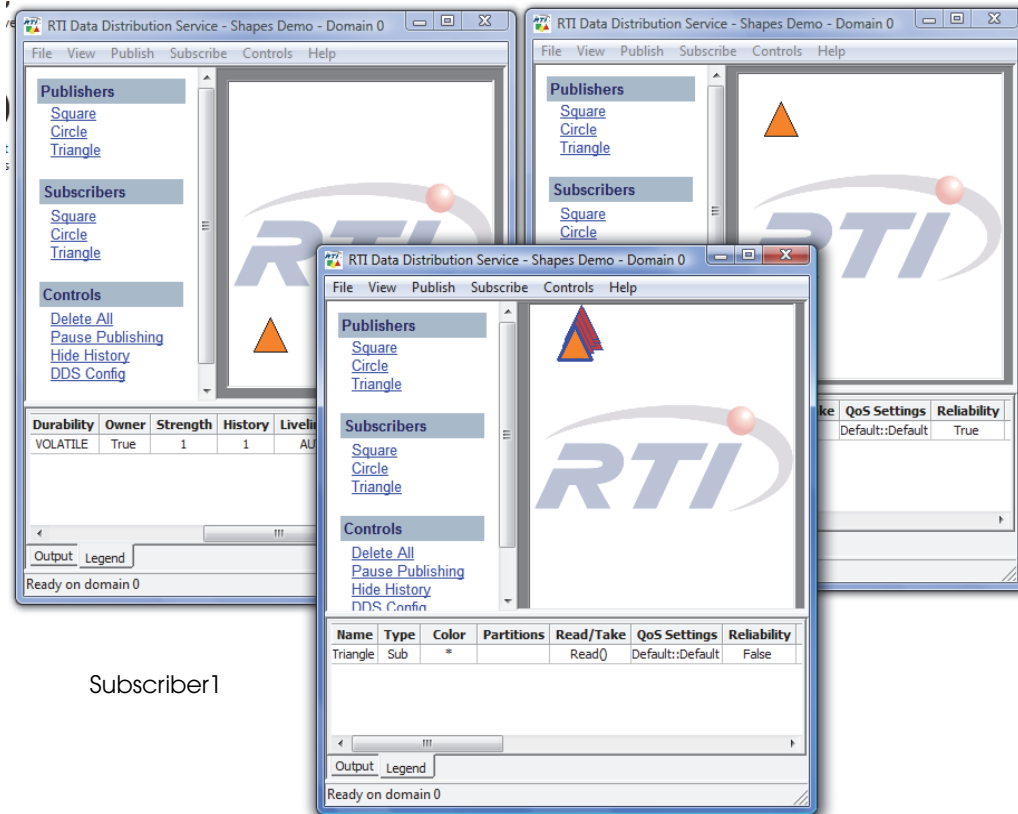 RTI Data Distribution Service - Shapes Demo - Domain 0
File View Publish Subscribe Controls Help
Publishers
Square
Circle
Triangle
Subscribers
Square
Circle
Triangle
Controls
Delete All
Pause Publishing
Hide History
DDS Config
RTI
Durability Owner Strength History
VOLATILE True 1 1
Output Legend
Ready on domain 0
RTI Data Distribution Service - Shapes Demo - Domain 0
File View Publish Subscribe Controls Help
Publishers
Square
Circle
Triangle
Subscribers
Square
Circle
RTI
QoS Settings Reliability
Default::Default True
RTI Data Distribution Service - Shapes Demo - Domain 0
File View Publish Subscribe Controls Help
Publishers
Square
Circle
Triangle
Subscribers
Square
Circle
Triangle
Controls
Delete All
Pause Publishing
Hide History
DDS Config
RTI
Name Type Color Partitions Read/Take QoS Settings Reliability
Triangle Sub * Read() Default::Default False
Output Legend
Ready on domain 0
Subscriber1